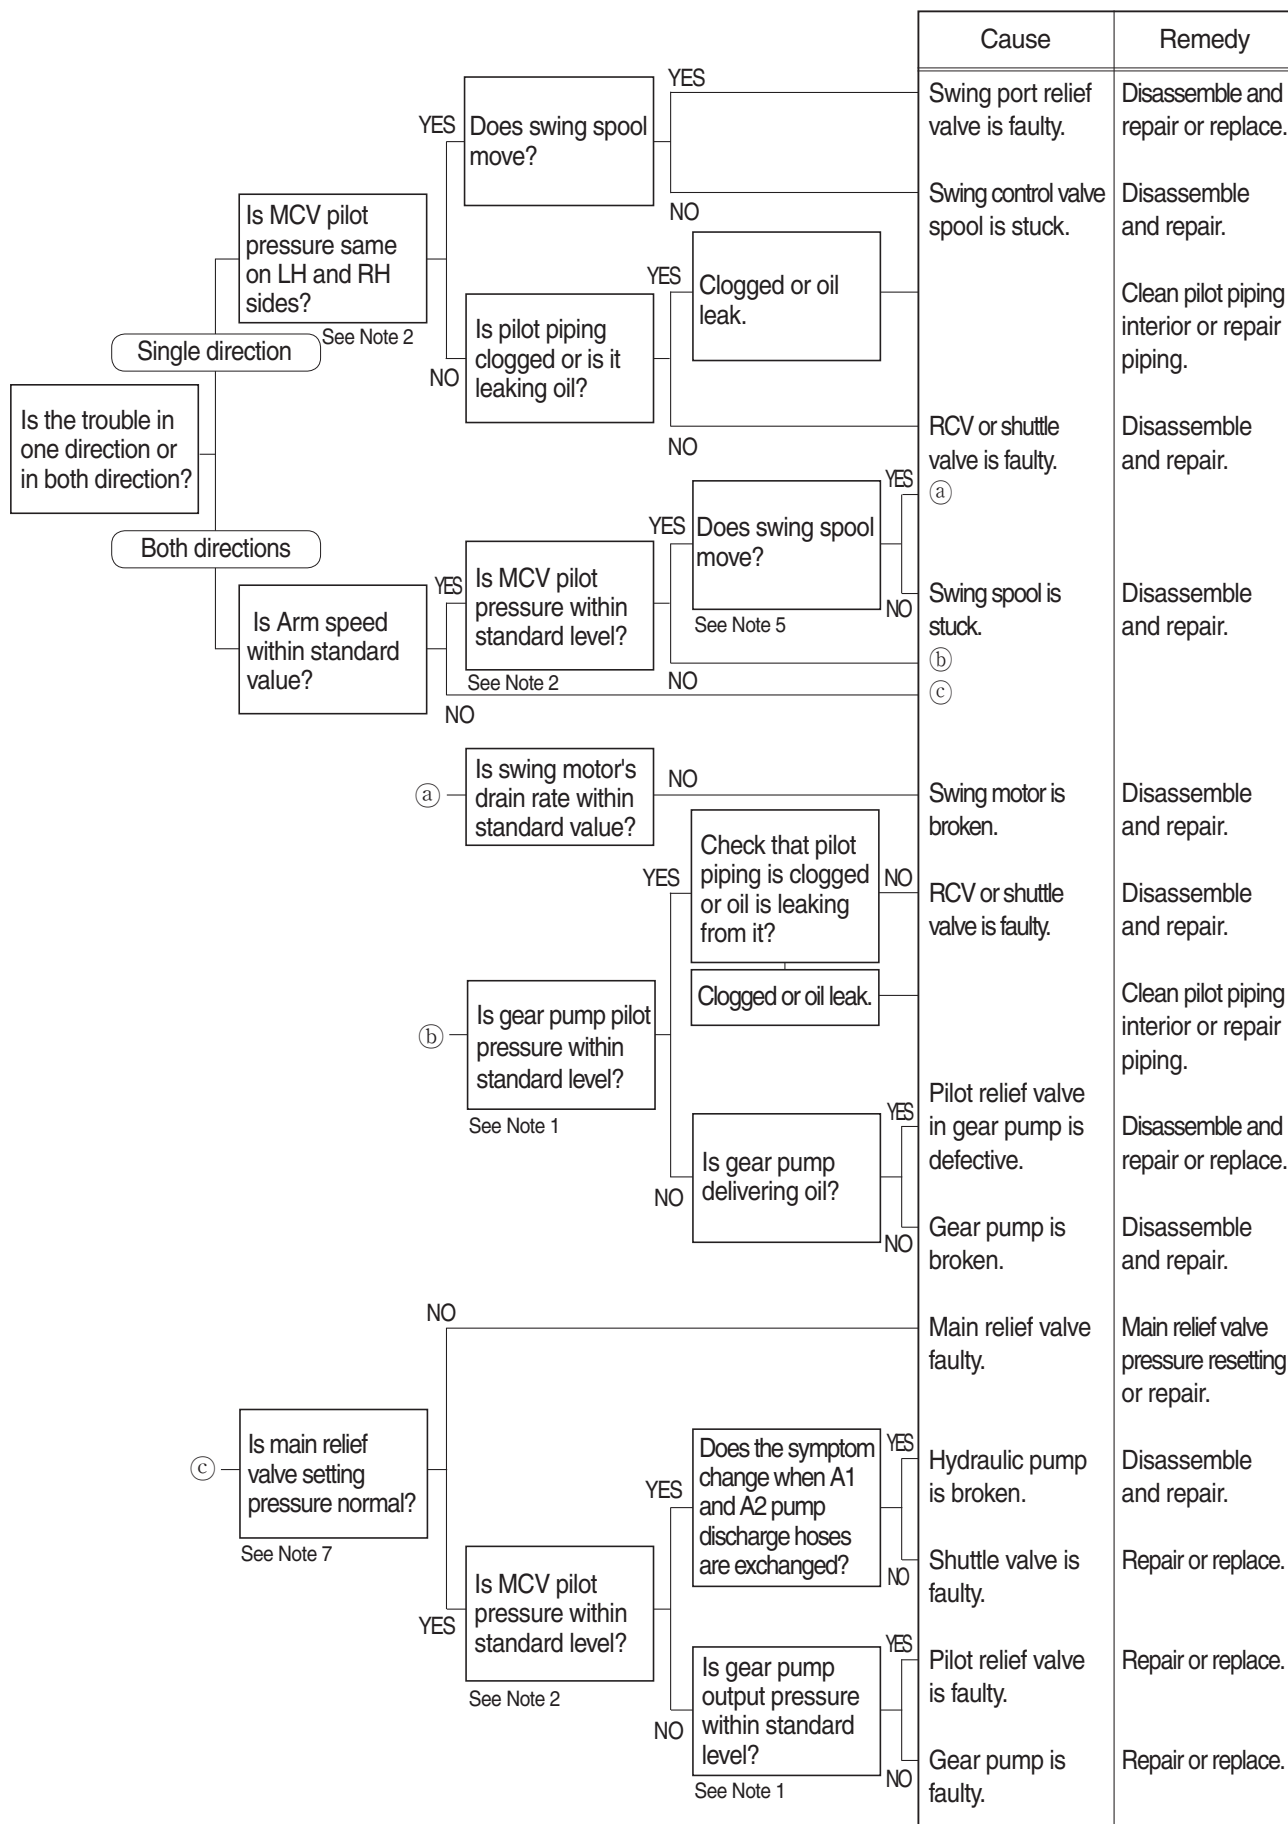 Cause
Remedy
YES
Does swing spool
move?
YES
Swing port relief
valve is faulty.
Disassemble and
repair or replace.
NO
Swing control valve
spool is stuck.
Disassemble
and repair.
Is MCV pilot
pressure same
on LH and RH
sides?
See Note 2
NO
Is pilot piping
clogged or is it
leaking oil?
YES
Clogged or oil
leak.
Clean pilot piping
interior or repair
piping.
NO
RCV or shuttle
valve is faulty.
Disassemble
and repair.
Single direction
Is the trouble in
one direction or
in both direction?
Both directions
Is Arm speed
within standard
value?
YES
Is MCV pilot
pressure within
standard level?
See Note 2
YES
Does swing spool
move?
See Note 5
YES
ⓐ
NO
Swing spool is
stuck.
Disassemble
and repair.
NO
ⓑ
NO
ⓒ
ⓐ
Is swing motor's
drain rate within
standard value?
NO
Swing motor is
broken.
Disassemble
and repair.
ⓑ
Is gear pump pilot
pressure within
standard level?
See Note 1
YES
Check that pilot
piping is clogged
or oil is leaking
from it?
NO
RCV or shuttle
valve is faulty.
Disassemble
and repair.
Clogged or oil leak.
Clean pilot piping
interior or repair
piping.
NO
Is gear pump
delivering oil?
YES
Pilot relief valve
in gear pump is
defective.
Disassemble and
repair or replace.
NO
Gear pump is
broken.
Disassemble
and repair.
ⓒ
Is main relief
valve setting
pressure normal?
See Note 7
NO
Main relief valve
faulty.
Main relief valve
pressure resetting
or repair.
YES
Is MCV pilot
pressure within
standard level?
See Note 2
YES
Does the symptom
change when A1
and A2 pump
discharge hoses
are exchanged?
YES
Hydraulic pump
is broken.
Disassemble
and repair.
NO
Shuttle valve is
faulty.
Repair or replace.
NO
Is gear pump
output pressure
within standard
level?
See Note 1
YES
Pilot relief valve
is faulty.
Repair or replace.
NO
Gear pump is
faulty.
Repair or replace.